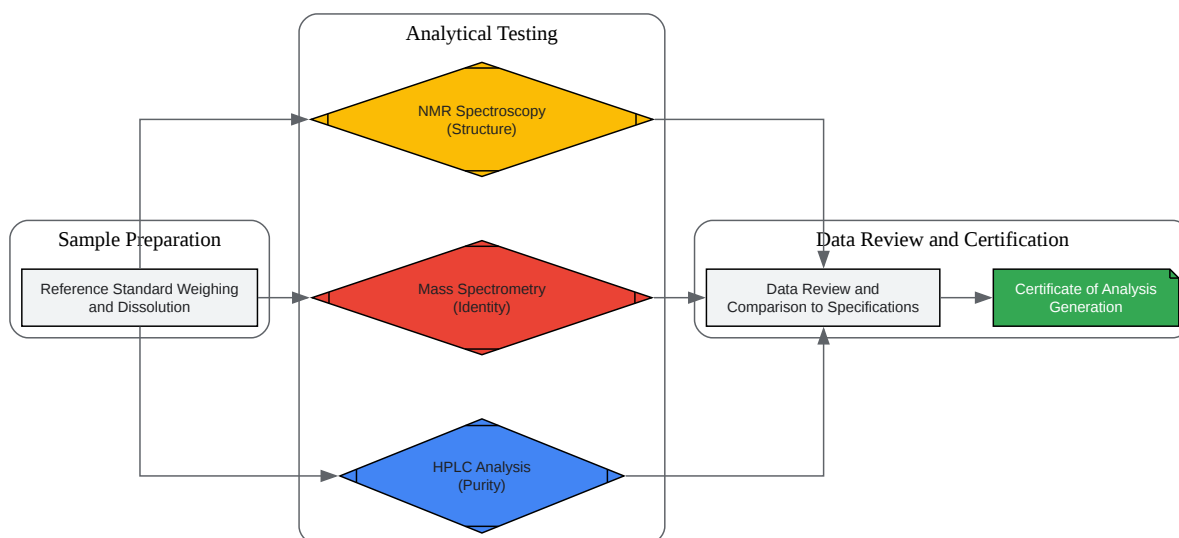 Analytical Testing
NMR Spectroscopy
(Structure)
Sample Preparation
Reference Standard Weighing
and Dissolution
Mass Spectrometry
(Identity)
HPLC Analysis
(Purity)
Data Review and Certification
Data Review and
Comparison to Specifications
Certificate of Analysis
Generation